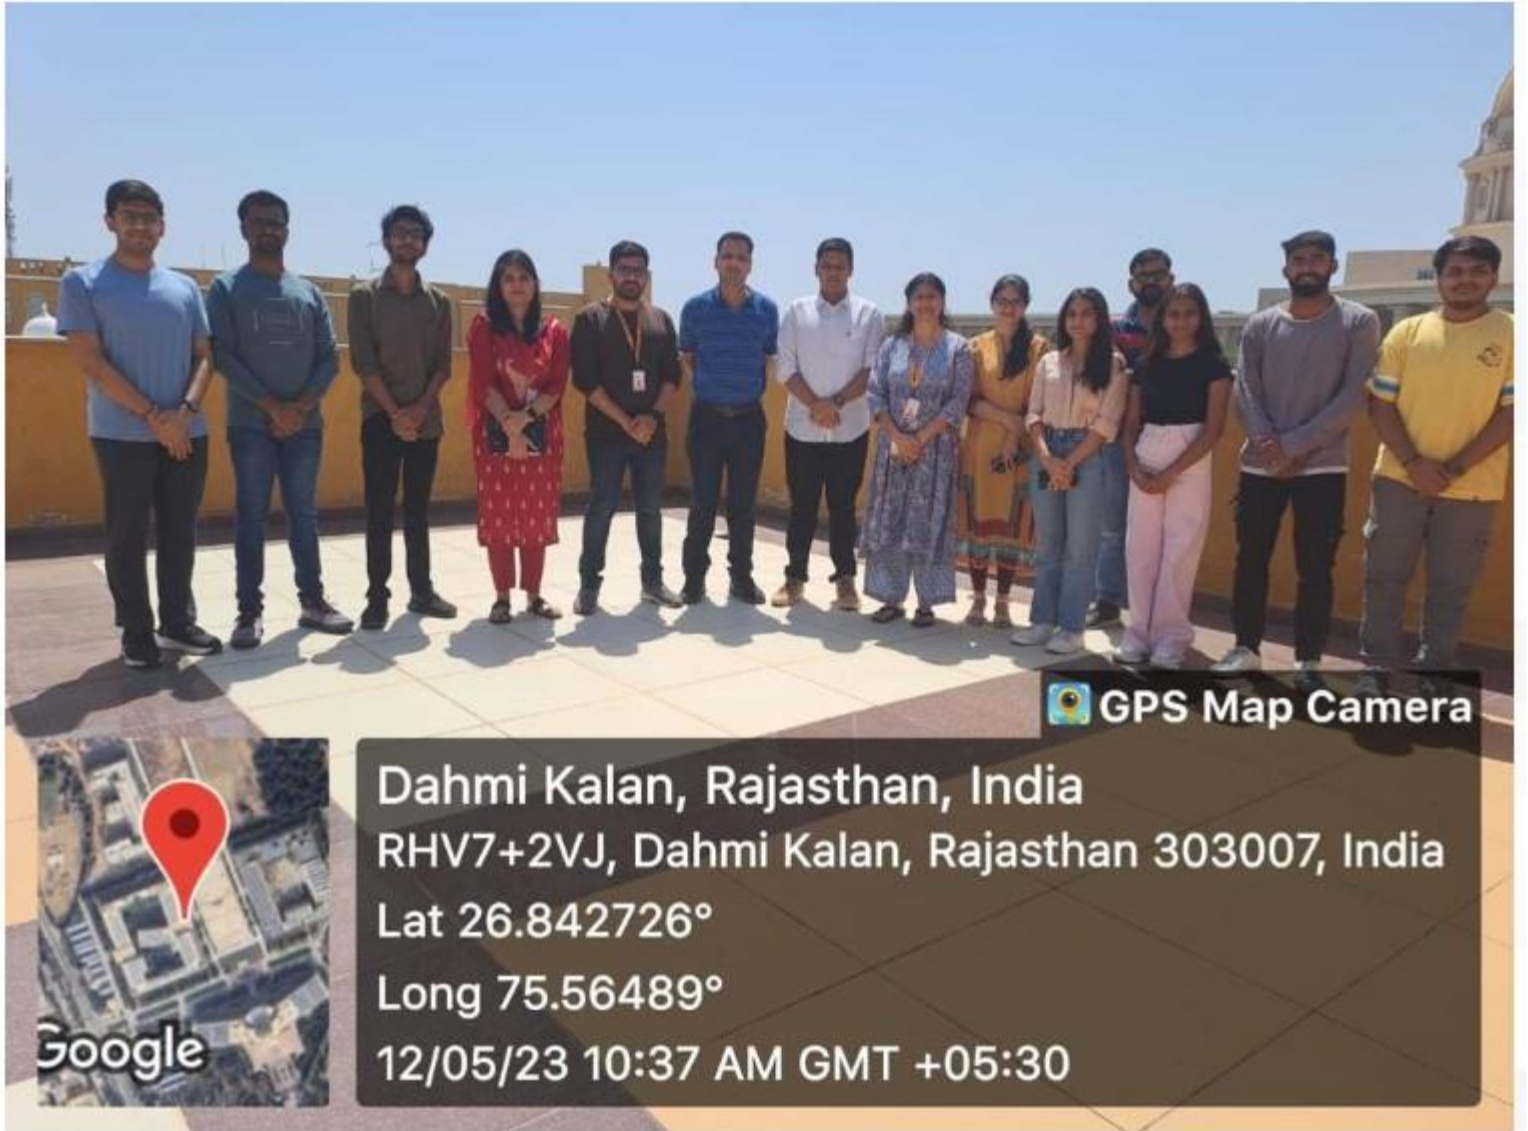 GPS Map Camera
Dahmi Kalan, Rajasthan, India
RHV7+2VJ, Dahmi Kalan, Rajasthan 303007, India
Lat 26.842726°
Long 75.56489°
12/05/23 10:37 AM GMT +05:30
Google